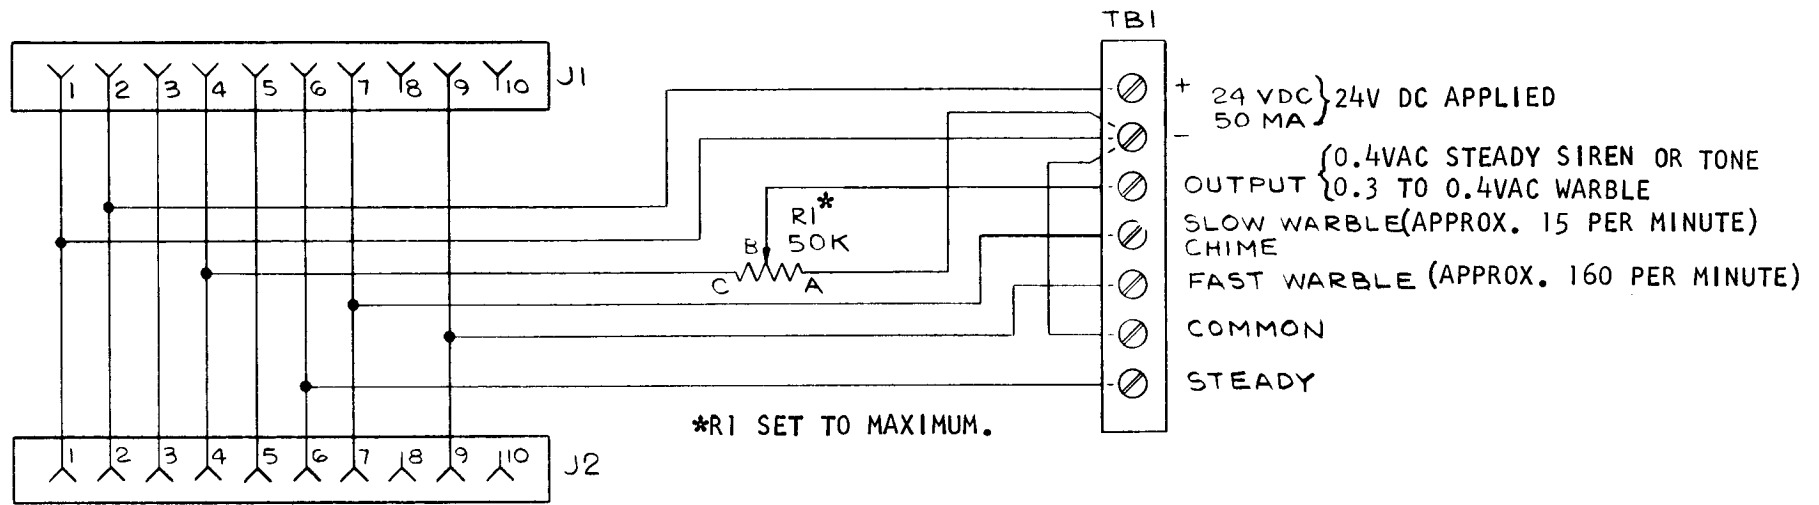 TB1
1 2 3 4 5 6 7 8 9 10 J1
+ 24 VDC 24V DC APPLIED
50 MA
-
0.4VAC STEADY SIREN OR TONE
OUTPUT 0.3 TO 0.4VAC WARBLE
R1*
50K
SLOW WARBLE (APPROX. 15 PER MINUTE)
CHIME
B
C A
FAST WARBLE (APPROX. 160 PER MINUTE)
COMMON
STEADY
*R1 SET TO MAXIMUM.
1 2 3 4 5 6 7 8 9 10 J2